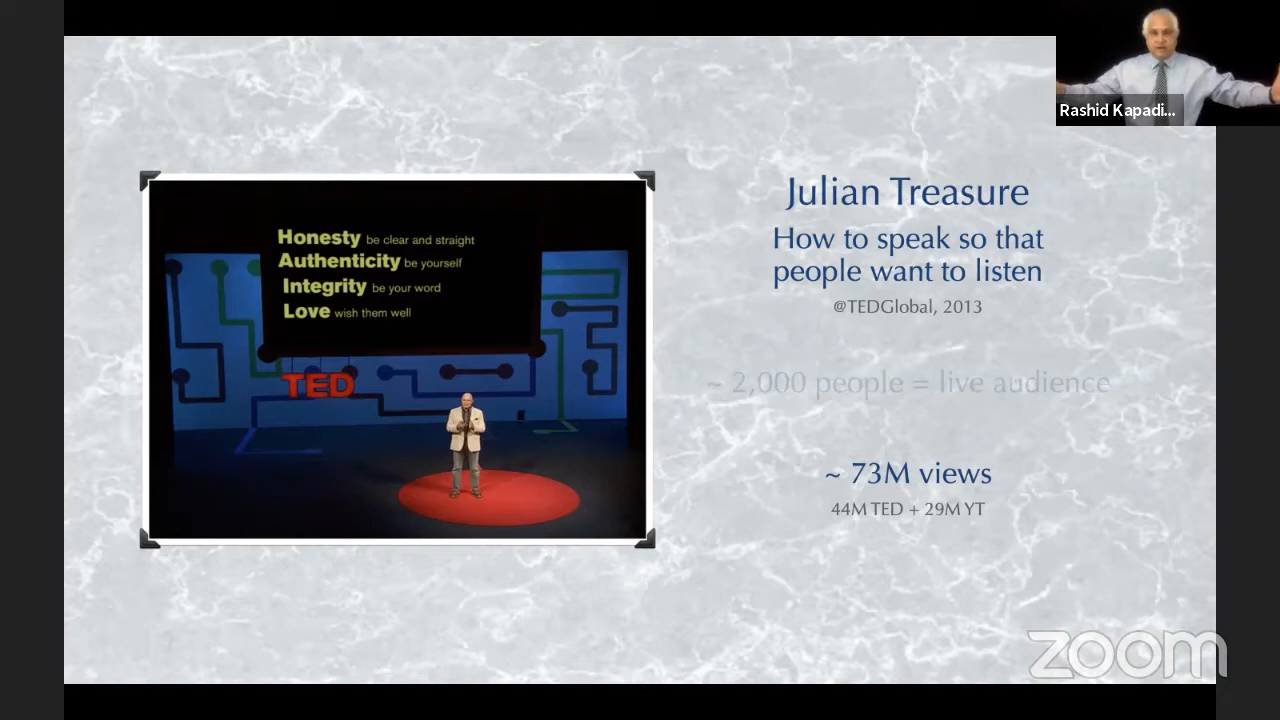 Rashid Kapadi...
Honesty be clear and straight
Authenticity be yourself
Integrity be your word
Love wish them well
TED
Julian Treasure
How to speak so that
people want to listen
@TEDGlobal, 2013
~ 2,000 people = live audience
~ 73M views
44M TED + 29M YT
zoom